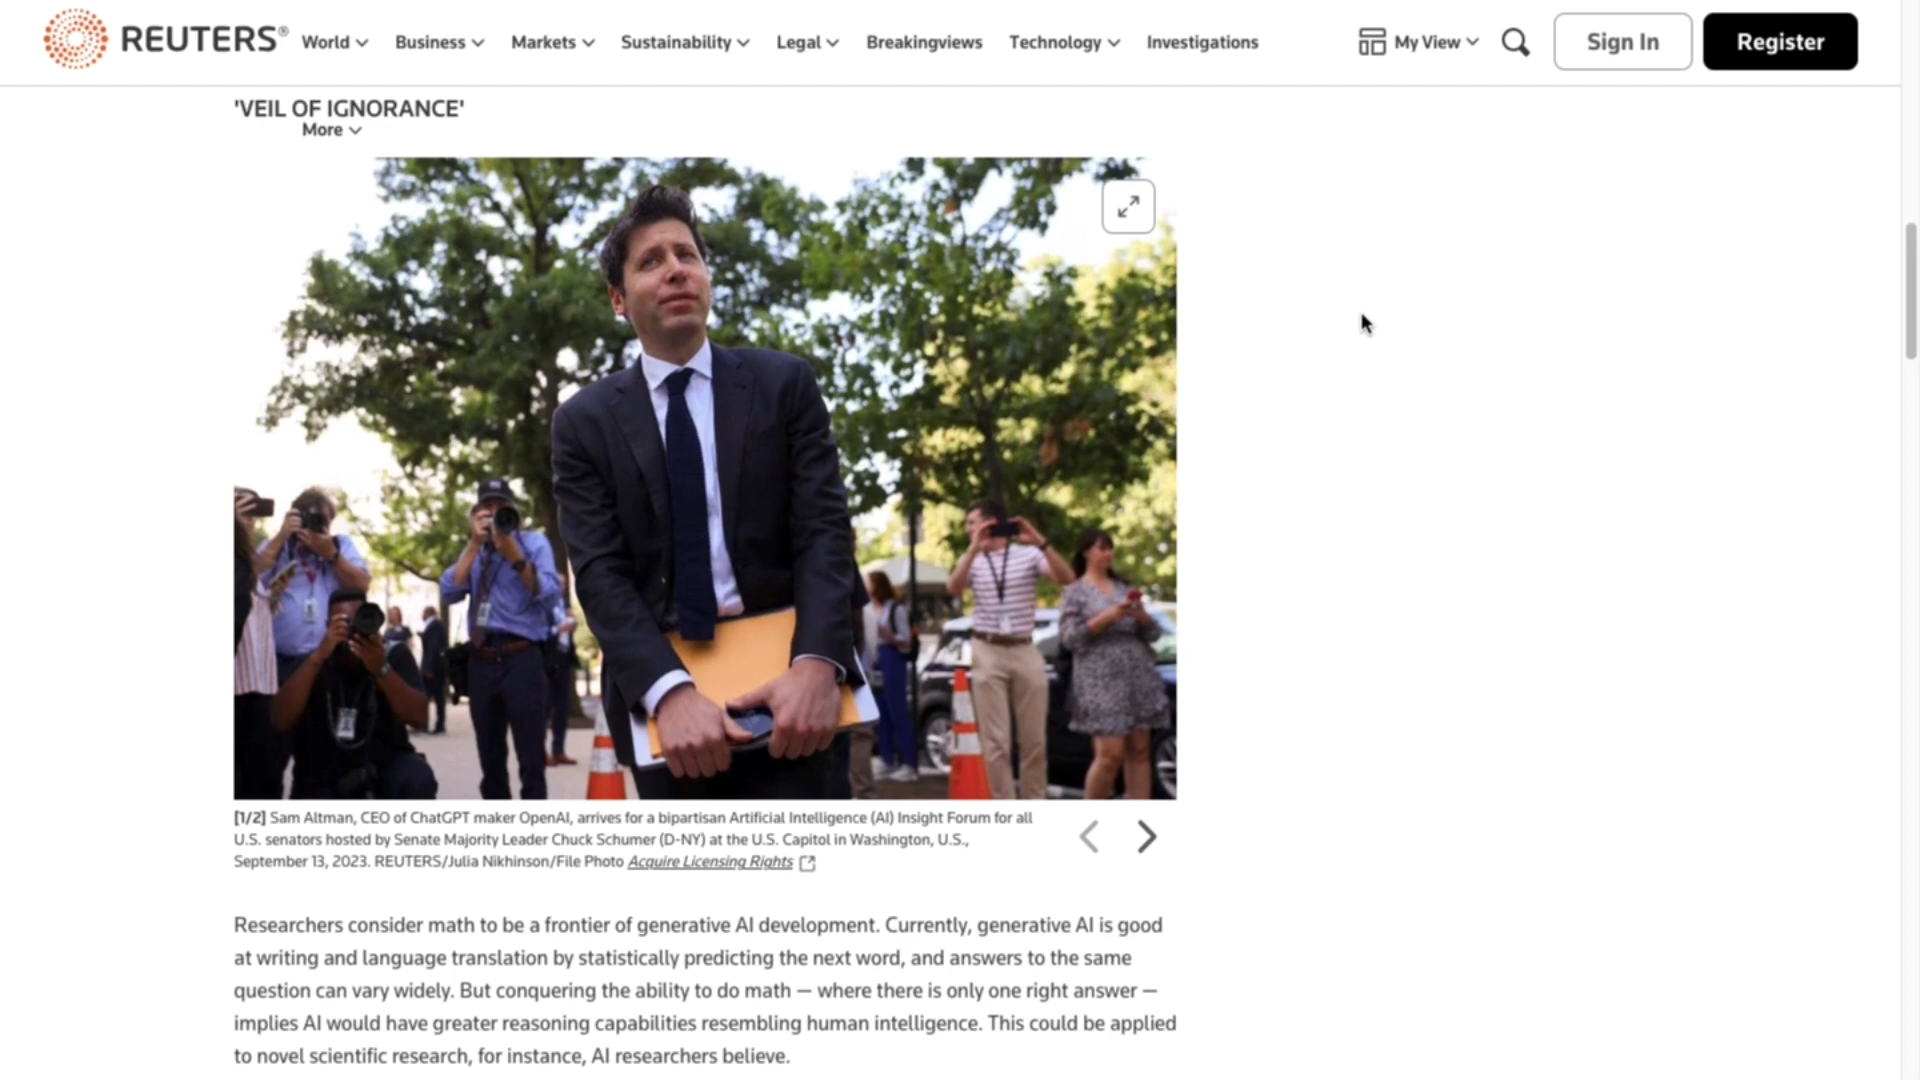 REUTERS® World Business Markets Sustainability Legal Breakingviews Technology Investigations My View Sign In Register
'VEIL OF IGNORANCE'
More
[1/2] Sam Altman, CEO of ChatGPT maker OpenAI, arrives for a bipartisan Artificial Intelligence (AI) Insight Forum for all
U.S. senators hosted by Senate Majority Leader Chuck Schumer (D-NY) at the U.S. Capitol in Washington, U.S.,
September 13, 2023. REUTERS/Julia Nikhinson/File Photo Acquire Licensing Rights
Researchers consider math to be a frontier of generative AI development. Currently, generative AI is good
at writing and language translation by statistically predicting the next word, and answers to the same
question can vary widely. But conquering the ability to do math — where there is only one right answer —
implies AI would have greater reasoning capabilities resembling human intelligence. This could be applied
to novel scientific research, for instance, AI researchers believe.